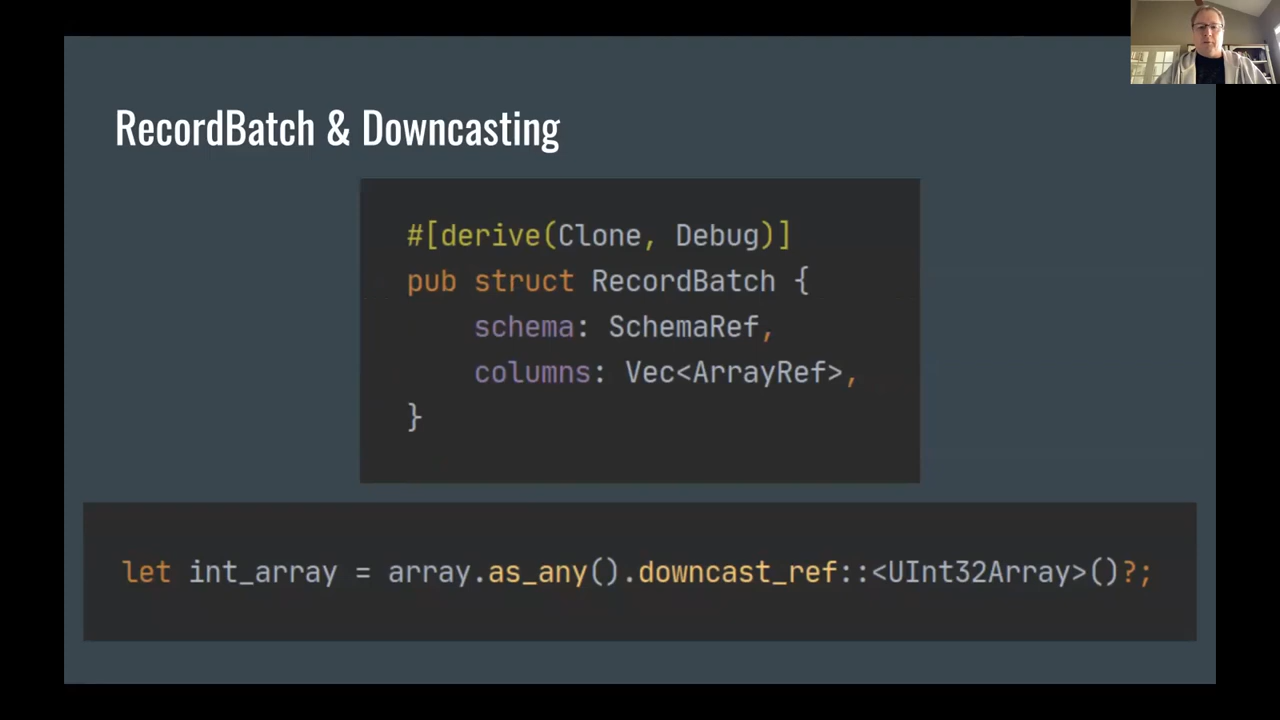 RecordBatch & Downcasting
#[derive(Clone, Debug)]
pub struct RecordBatch {
    schema: SchemaRef,
    columns: Vec<ArrayRef>,
}
let int_array = array.as_any().downcast_ref::<UInt32Array>()?;